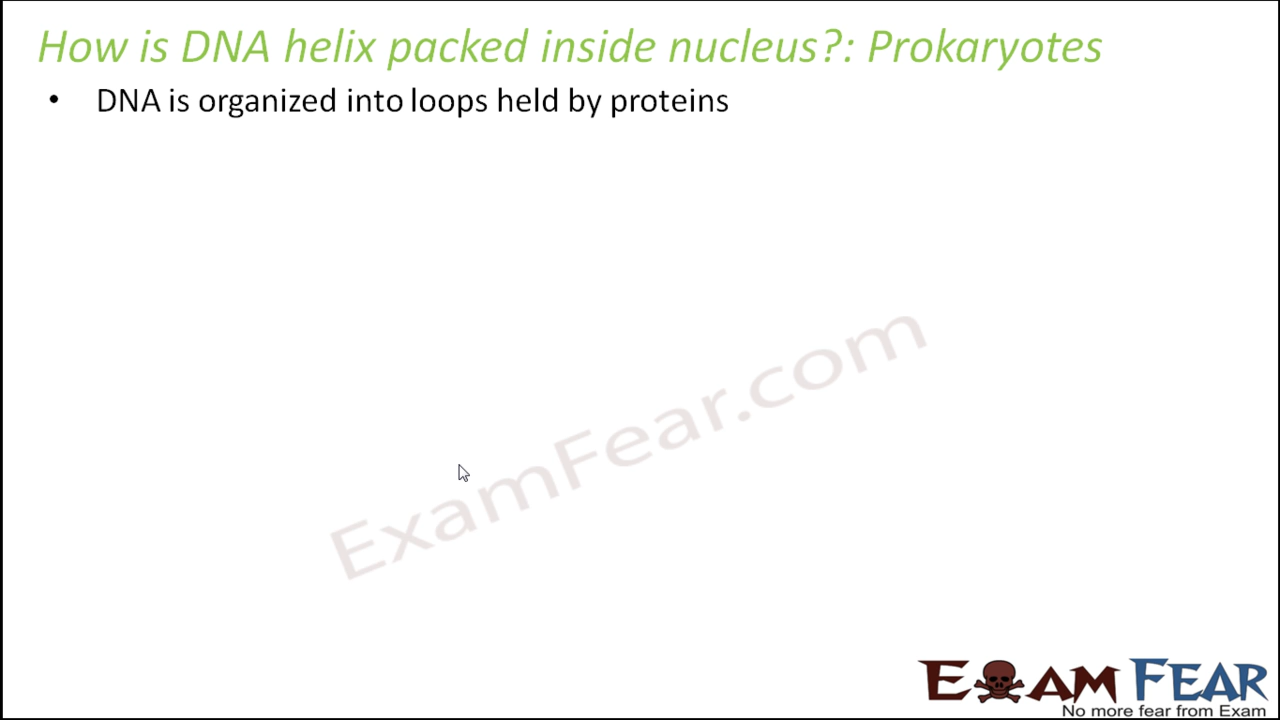 How is DNA helix packed inside nucleus?: Prokaryotes
• DNA is organized into loops held by proteins
ExamFear.com
EXAM FEAR
No more fear from Exam